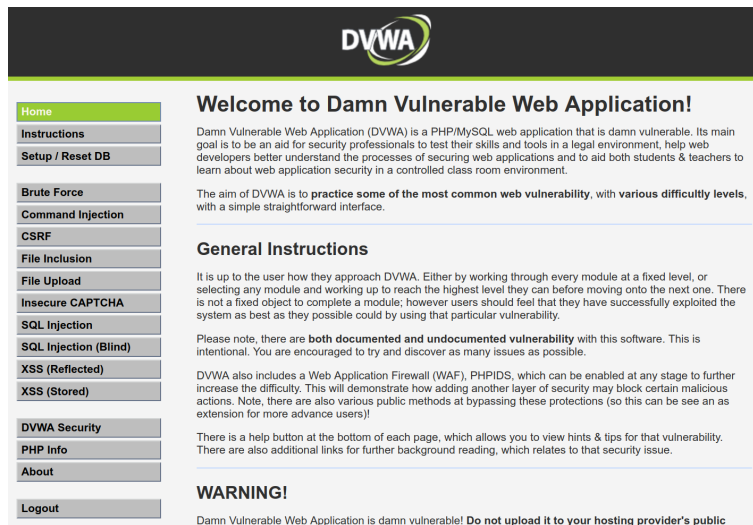 DVWA
Home
Instructions
Setup / Reset DB
Brute Force
Command Injection
CSRF
File Inclusion
File Upload
Insecure CAPTCHA
SQL Injection
SQL Injection (Blind)
XSS (Reflected)
XSS (Stored)
DVWA Security
PHP Info
About
Logout
Welcome to Damn Vulnerable Web Application!
Damn Vulnerable Web Application (DVWA) is a PHP/MySQL web application that is damn vulnerable. Its main
goal is to be an aid for security professionals to test their skills and tools in a legal environment, help web
developers better understand the processes of securing web applications and to aid both students & teachers to
learn about web application security in a controlled class room environment.
The aim of DVWA is to practice some of the most common web vulnerability, with various difficultly levels,
with a simple straightforward interface.
General Instructions
It is up to the user how they approach DVWA. Either by working through every module at a fixed level, or
selecting any module and working up to reach the highest level they can before moving onto the next one. There
is not a fixed object to complete a module; however users should feel that they have successfully exploited the
system as best as they possible could by using that particular vulnerability.
Please note, there are both documented and undocumented vulnerability with this software. This is
intentional. You are encouraged to try and discover as many issues as possible.
DVWA also includes a Web Application Firewall (WAF), PHPIDS, which can be enabled at any stage to further
increase the difficulty. This will demonstrate how adding another layer of security may block certain malicious
actions. Note, there are also various public methods at bypassing these protections (so this can be see an as
extension for more advance users)!
There is a help button at the bottom of each page, which allows you to view hints & tips for that vulnerability.
There are also additional links for further background reading, which relates to that security issue.
WARNING!
Damn Vulnerable Web Application is damn vulnerable! Do not upload it to your hosting provider's public